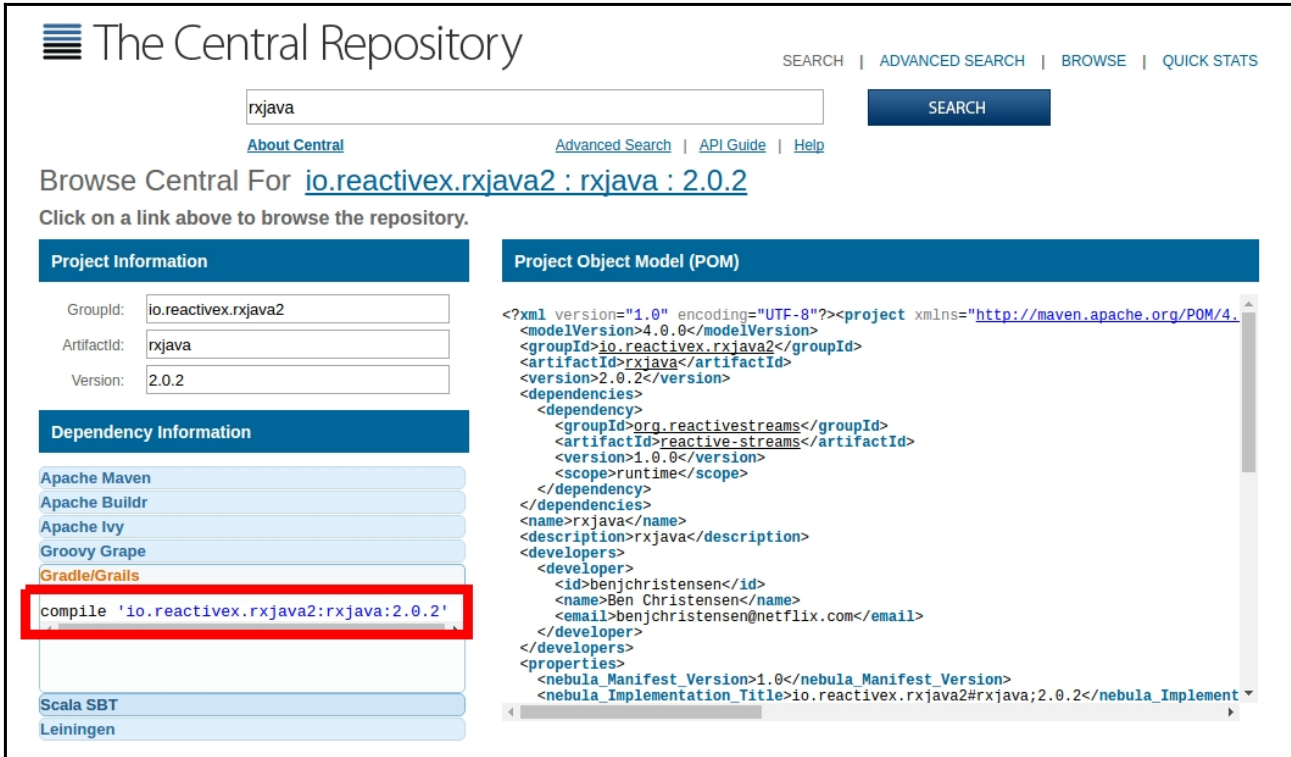 The Central Repository
SEARCH | ADVANCED SEARCH | BROWSE | QUICK STATS
rxjava
SEARCH
About Central
Advanced Search | API Guide | Help
Browse Central For io.reactivex.rxjava2 : rxjava : 2.0.2
Click on a link above to browse the repository.
Project Information
GroupId: io.reactivex.rxjava2
ArtifactId: rxjava
Version: 2.0.2
Dependency Information
Apache Maven
Apache Buildr
Apache Ivy
Groovy Grape
Gradle/Grails
compile 'io.reactivex.rxjava2:rxjava:2.0.2'
Scala SBT
Leiningen
Project Object Model (POM)
<?xml version="1.0" encoding="UTF-8"?><project xmlns="http://maven.apache.org/POM/4.
<modelVersion>4.0.0</modelVersion>
<groupId>io.reactivex.rxjava2</groupId>
<artifactId>rxjava</artifactId>
<version>2.0.2</version>
<dependencies>
<dependency>
<groupId>org.reactivestreams</groupId>
<artifactId>reactive-streams</artifactId>
<version>1.0.0</version>
<scope>runtime</scope>
</dependency>
</dependencies>
<name>rxjava</name>
<description>rxjava</description>
<developers>
<developer>
<id>benjchristensen</id>
<name>Ben Christensen</name>
<email>benjchristensen@netflix.com</email>
</developer>
</developers>
<properties>
<nebula_Manifest_Version>1.0</nebula_Manifest_Version>
<nebula_Implementation_Title>io.reactivex.rxjava2#rxjava;2.0.2</nebula_Implement